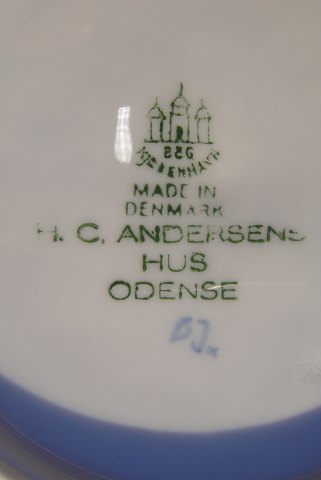 B&G
KJØBENHAVN
MADE IN
DENMARK
H. C. ANDERSENS
HUS
ODENSE